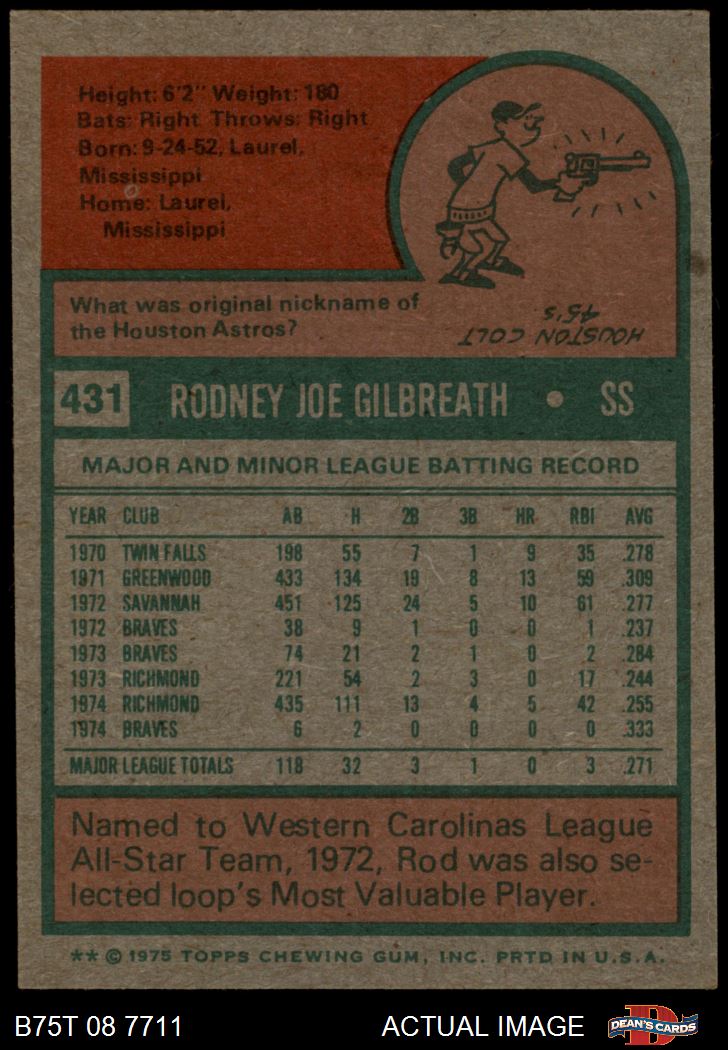 Height: 6'2" Weight: 180
Bats: Right Throws: Right
Born: 9-24-52, Laurel,
Mississippi
Home: Laurel,
Mississippi
What was original nickname of
the Houston Astros?
HOUSTON COLT
45's.
431 RODNEY JOE GILBREATH • SS
MAJOR AND MINOR LEAGUE BATTING RECORD
YEAR CLUB AB H 2B 3B HR RBI AVG
1970 TWIN FALLS 198 55 7 1 9 35 .278
1971 GREENWOOD 433 134 19 8 13 59 .309
1972 SAVANNAH 451 125 24 5 10 61 .277
1972 BRAVES 38 9 1 0 0 1 .237
1973 BRAVES 74 21 2 1 0 2 .284
1973 RICHMOND 221 54 2 3 0 17 .244
1974 RICHMOND 435 111 13 4 5 42 .255
1974 BRAVES 6 2 0 0 0 0 .333
MAJOR LEAGUE TOTALS 118 32 3 1 0 3 .271
Named to Western Carolinas League
All-Star Team, 1972, Rod was also se-
lected loop's Most Valuable Player.
** © 1975 TOPPS CHEWING GUM, INC. PRTD IN U.S.A.
B75T 08 7711 ACTUAL IMAGE
D
DEAN'S CARDS